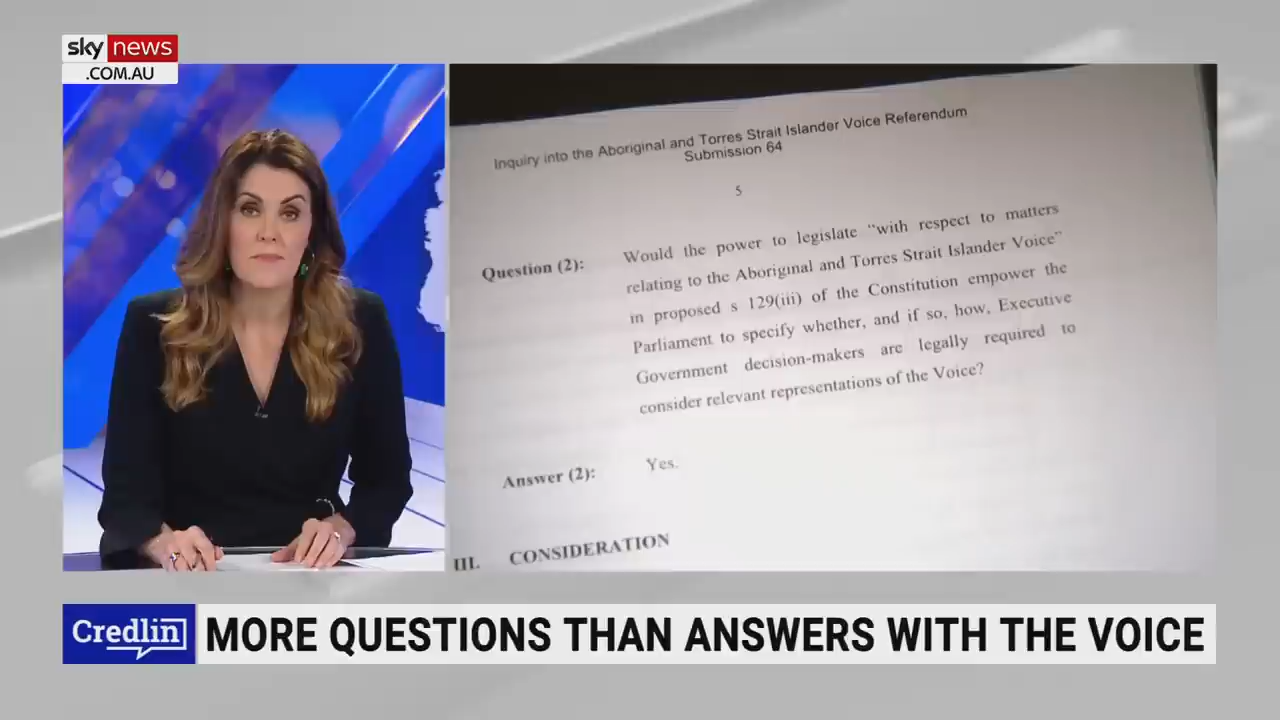 sky news
.COM.AU
Inquiry into the Aboriginal and Torres Strait Islander Voice Referendum
Submission 64
5
Question (2):
Would the power to legislate “with respect to matters
relating to the Aboriginal and Torres Strait Islander Voice”
in proposed s 129(iii) of the Constitution empower the
Parliament to specify whether, and if so, how, Executive
Government decision-makers are legally required to
consider relevant representations of the Voice?
Answer (2):
Yes.
III. CONSIDERATION
Credlin
MORE QUESTIONS THAN ANSWERS WITH THE VOICE